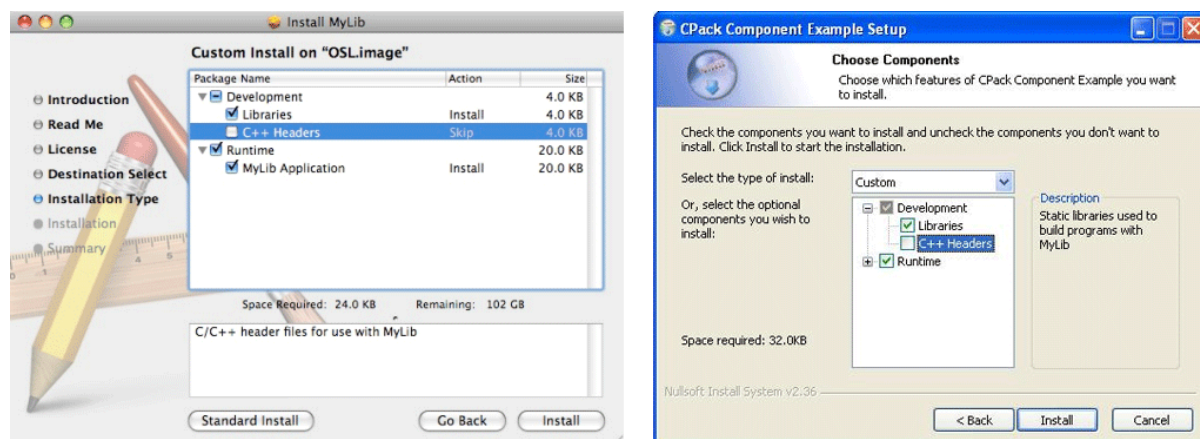 Install MyLib
Custom Install on "OSL.image"
Introduction
Read Me
License
Destination Select
Installation Type
Installation
Summary
Package Name Action Size
Development 4.0 KB
Libraries Install 4.0 KB
C++ Headers Skip 4.0 KB
Runtime 20.0 KB
MyLib Application Install 20.0 KB
Space Required: 24.0 KB Remaining: 102 GB
C/C++ header files for use with MyLib
Standard Install Go Back Install
CPack Component Example Setup
Choose Components
Choose which features of CPack Component Example you want
to install.
Check the components you want to install and uncheck the components you don't want to
install. Click Install to start the installation.
Select the type of install: Custom
Or, select the optional
components you wish to
install:
Development
Libraries
C++ Headers
Runtime
Description
Static libraries used to
build programs with
MyLib
Space required: 32.0KB
Nullsoft Install System v2.36
< Back Install Cancel